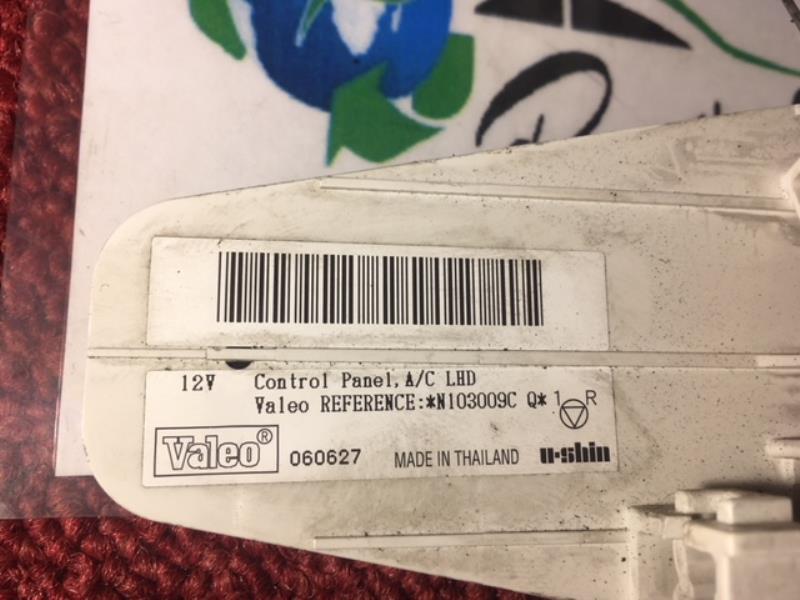 12V Control Panel, A/C LHD
Valeo REFERENCE:*N103009C Q* 1 R
Valeo® 060627 MADE IN THAILAND u-shin